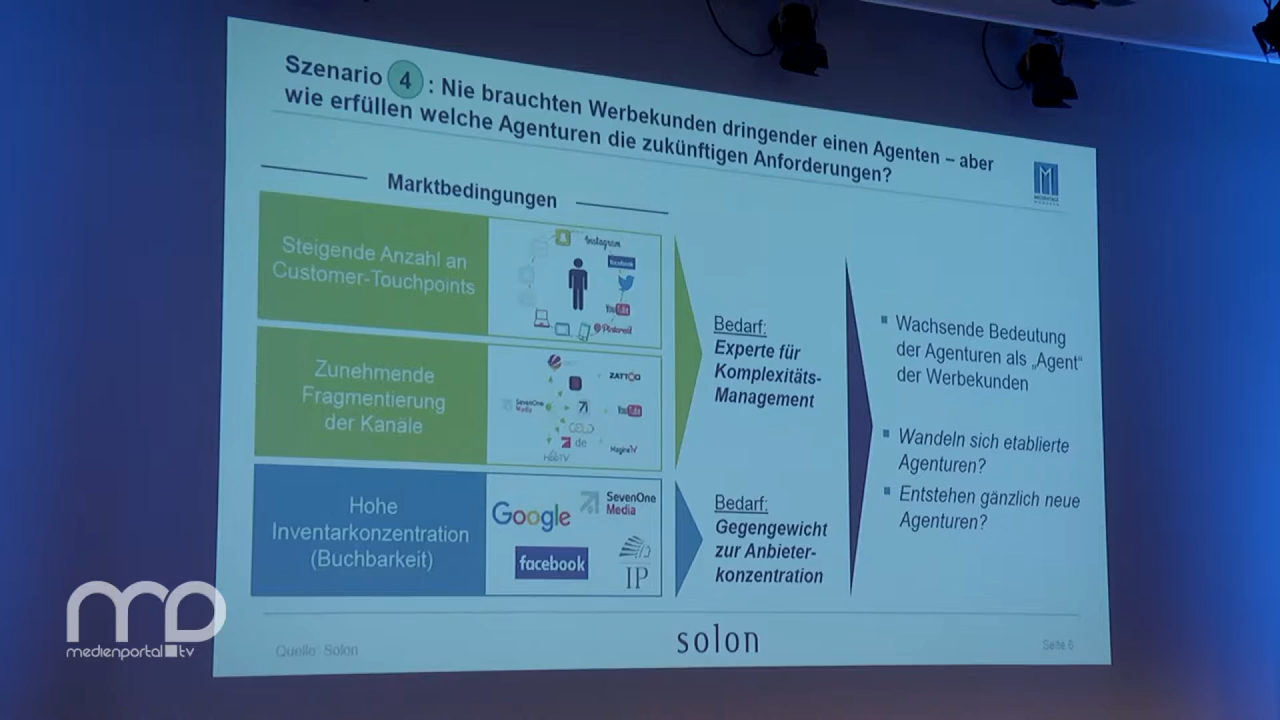 Szenario 4 : Nie brauchten Werbekunden dringender einen Agenten – aber
wie erfüllen welche Agenturen die zukünftigen Anforderungen?
Marktbedingungen
Steigende Anzahl an
Customer-Touchpoints
Instagram
facebook
YouTube
Pinterest
Zunehmende
Fragmentierung
der Kanäle
ZATTOO
SevenOne
Media
YouTube
GELD
de
HbbTV
MagineTV
Hohe
Inventarkonzentration
(Buchbarkeit)
Google
SevenOne
Media
facebook
IP
Bedarf:
Experte für
Komplexitäts-
Management
Bedarf:
Gegengewicht
zur Anbieter-
konzentration
Wachsende Bedeutung
der Agenturen als „Agent“
der Werbekunden
Wandeln sich etablierte
Agenturen?
Entstehen gänzlich neue
Agenturen?
Quelle: Solon
solon
Seite 6
medienportal tv